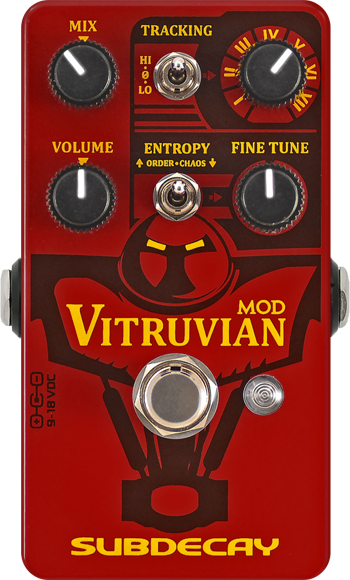 MIX
TRACKING
HI
·0·
LO
I II III IV V VI VII
VOLUME
ENTROPY
ORDER•CHAOS
FINE TUNE
MOD
VITRUVIAN
9-18 VDC
SUBDECAY